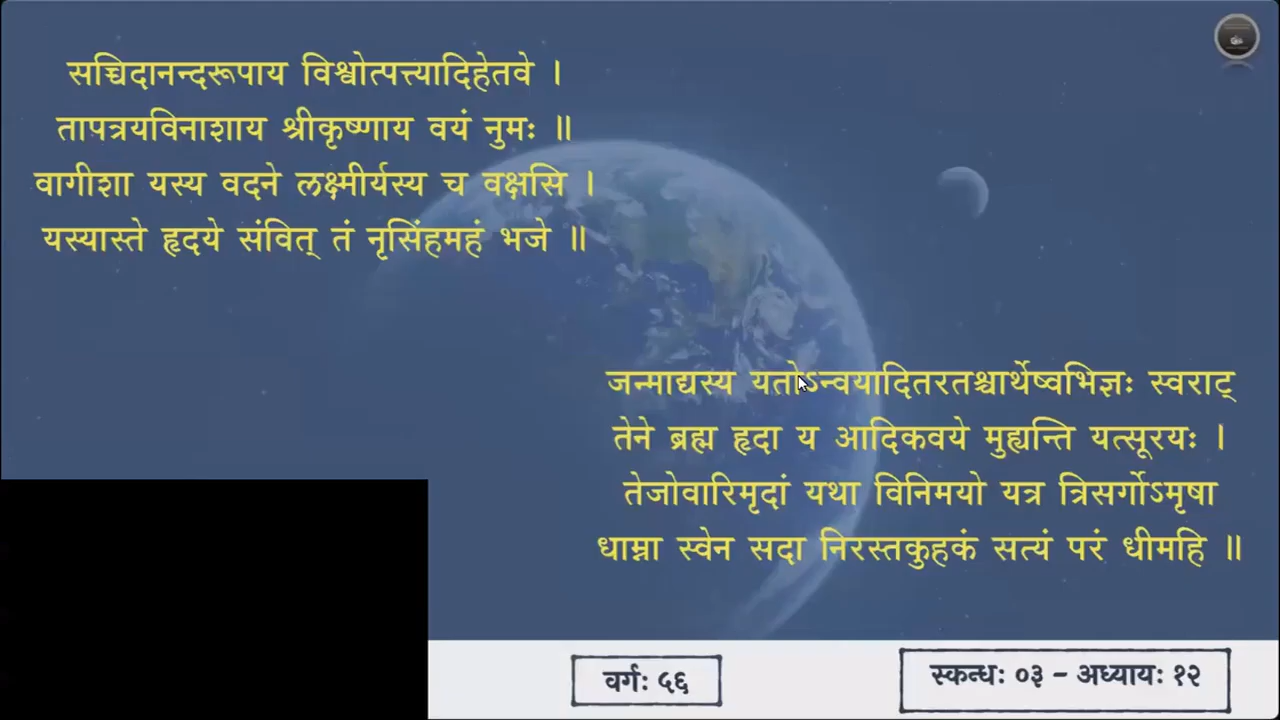 सच्चिदानन्दरूपाय विश्वोत्पत्त्यादिहेतवे ।
तापत्रयविनाशाय श्रीकृष्णाय वयं नुमः ॥
वागीशा यस्य वदने लक्ष्मीर्यस्य च वक्षसि ।
यस्यास्ते हृदये संवित् तं नृसिंहमहं भजे ॥
जन्माद्यस्य यतोऽन्वयादितरतश्चार्थेष्वभिज्ञः स्वराट्
तेने ब्रह्म हृदा य आदिकवये मुह्यन्ति यत्सूरयः ।
तेजोवारिमृदां यथा विनिमयो यत्र त्रिसर्गोऽमृषा
धाम्ना स्वेन सदा निरस्तकुहकं सत्यं परं धीमहि ॥
वर्गः ५६
स्कन्धः ०३ - अध्यायः १२